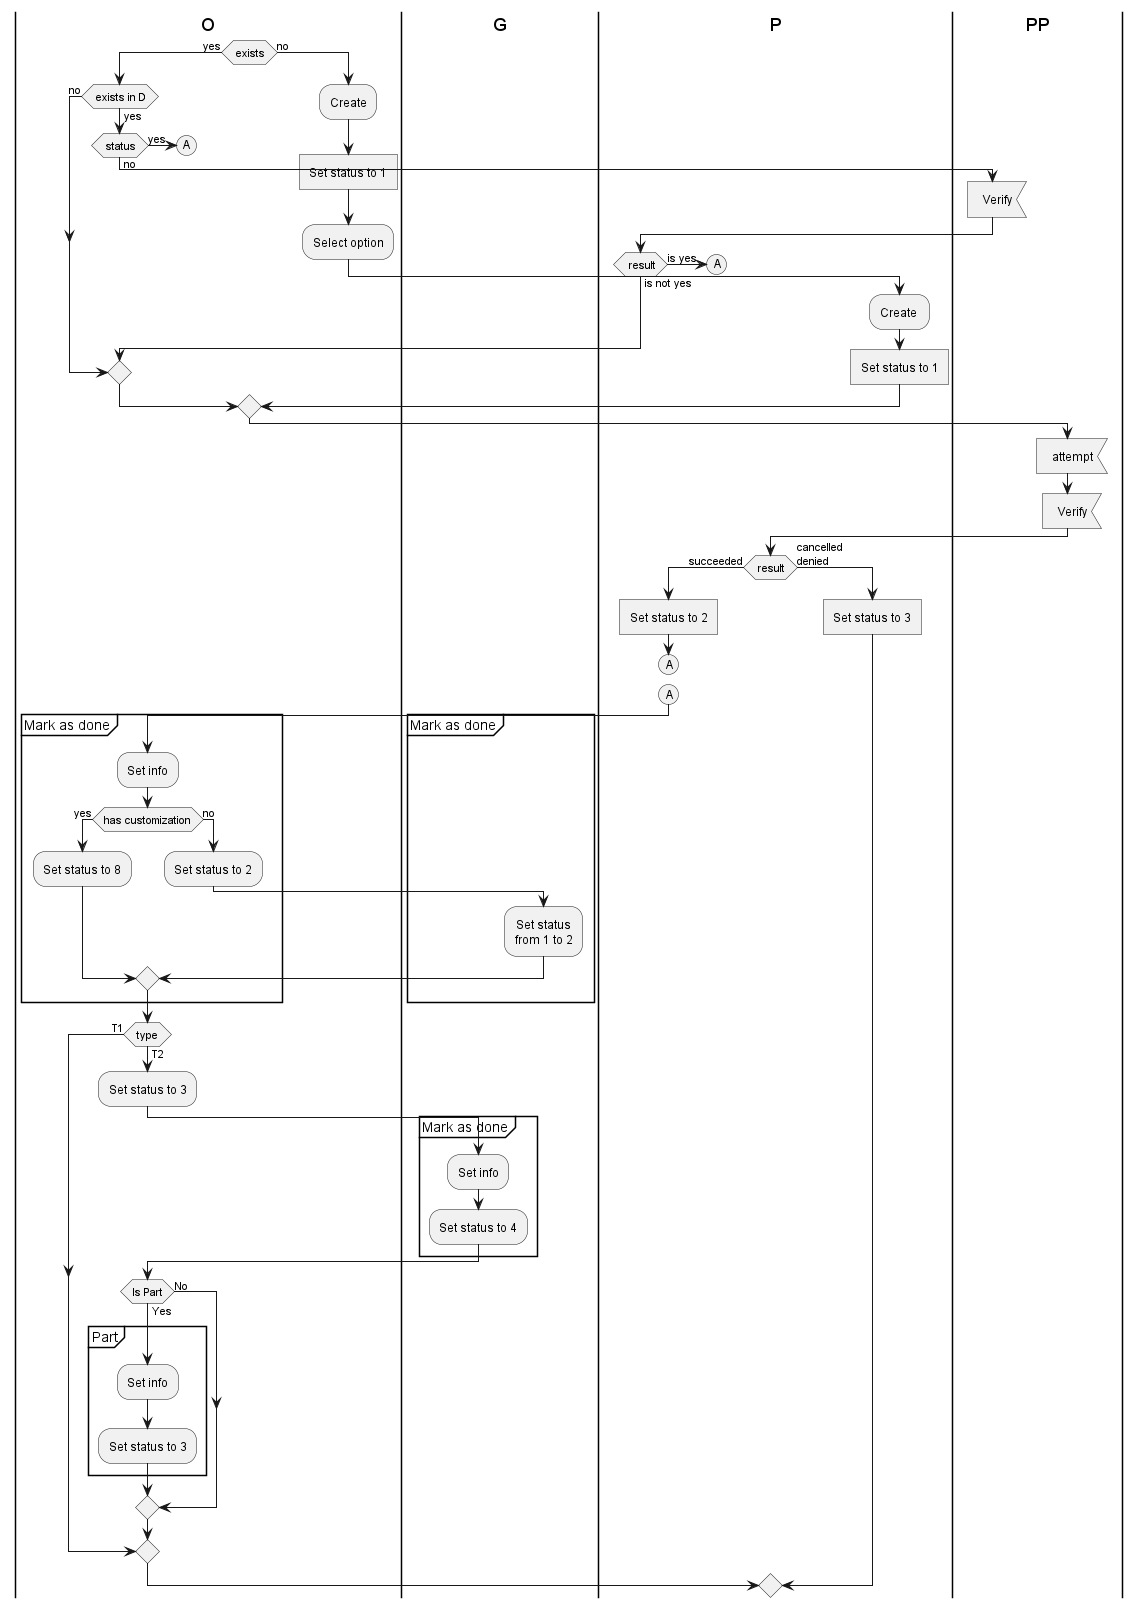 O
G
P
PP
yes
exists
no
no
exists in D
Create
yes
status
yes
A
no
Set status to 1
Verify
Select option
result
is yes
A
is not yes
Create
Set status to 1
attempt
Verify
cancelled
succeeded
result
denied
Set status to 2
Set status to 3
A
A
Mark as done
Mark as done
Set info
yes
has customization
no
Set status to 8
Set status to 2
Set status
from 1 to 2
T1
type
T2
Set status to 3
Mark as done
Set info
Set status to 4
Is Part
No
Yes
Part
Set info
Set status to 3